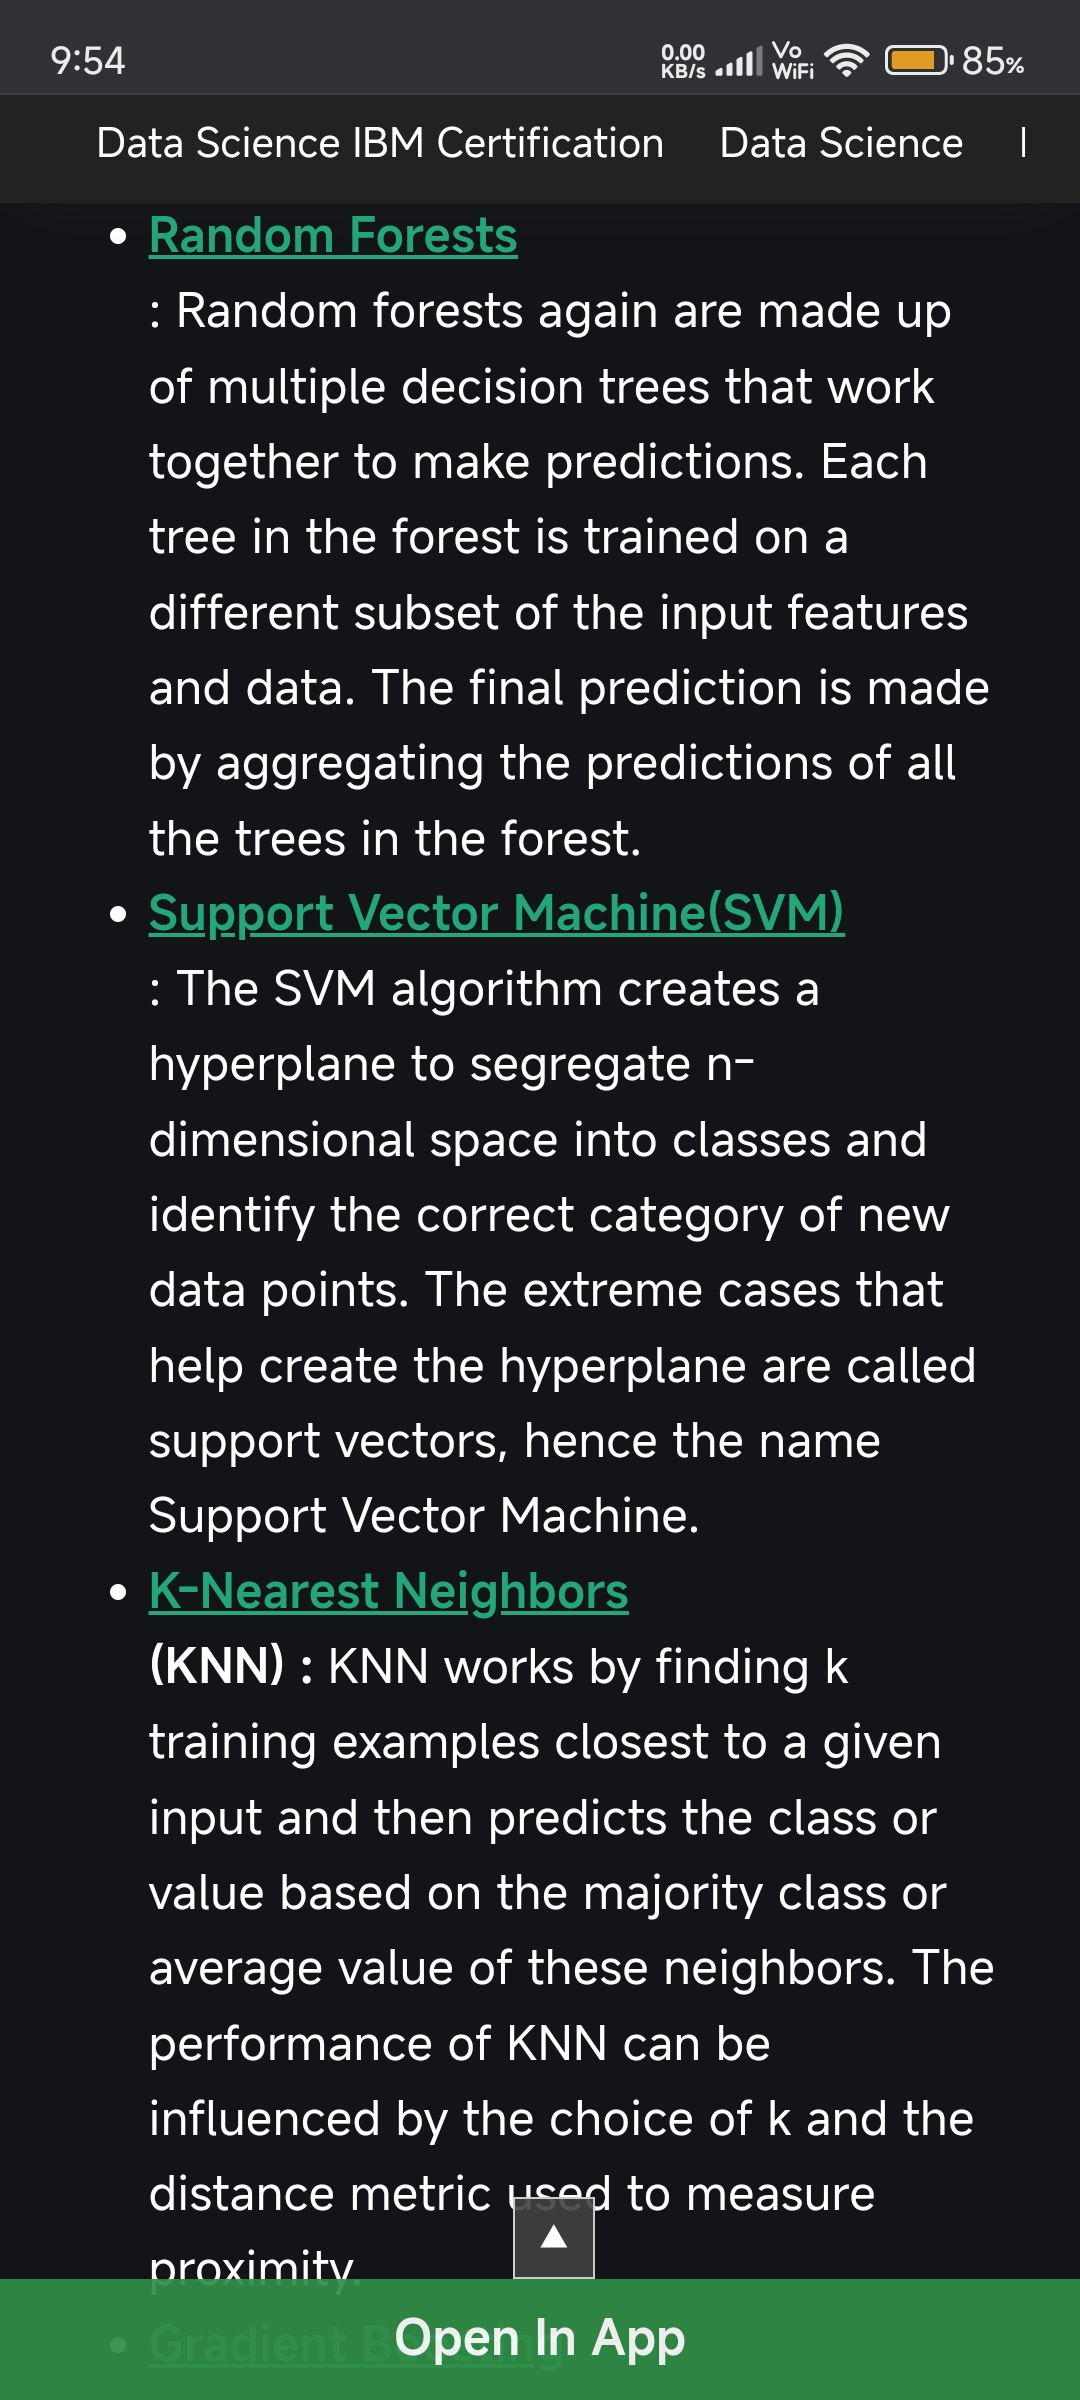 9:54
0.00
KB/s
Vo
WiFi
85%
Data Science IBM Certification Data Science
Random Forests
: Random forests again are made up
of multiple decision trees that work
together to make predictions. Each
tree in the forest is trained on a
different subset of the input features
and data. The final prediction is made
by aggregating the predictions of all
the trees in the forest.
Support Vector Machine(SVM)
: The SVM algorithm creates a
hyperplane to segregate n-
dimensional space into classes and
identify the correct category of new
data points. The extreme cases that
help create the hyperplane are called
support vectors, hence the name
Support Vector Machine.
K-Nearest Neighbors
(KNN) : KNN works by finding k
training examples closest to a given
input and then predicts the class or
value based on the majority class or
average value of these neighbors. The
performance of KNN can be
influenced by the choice of k and the
distance metric used to measure
proximity.
Gradient
Open In App